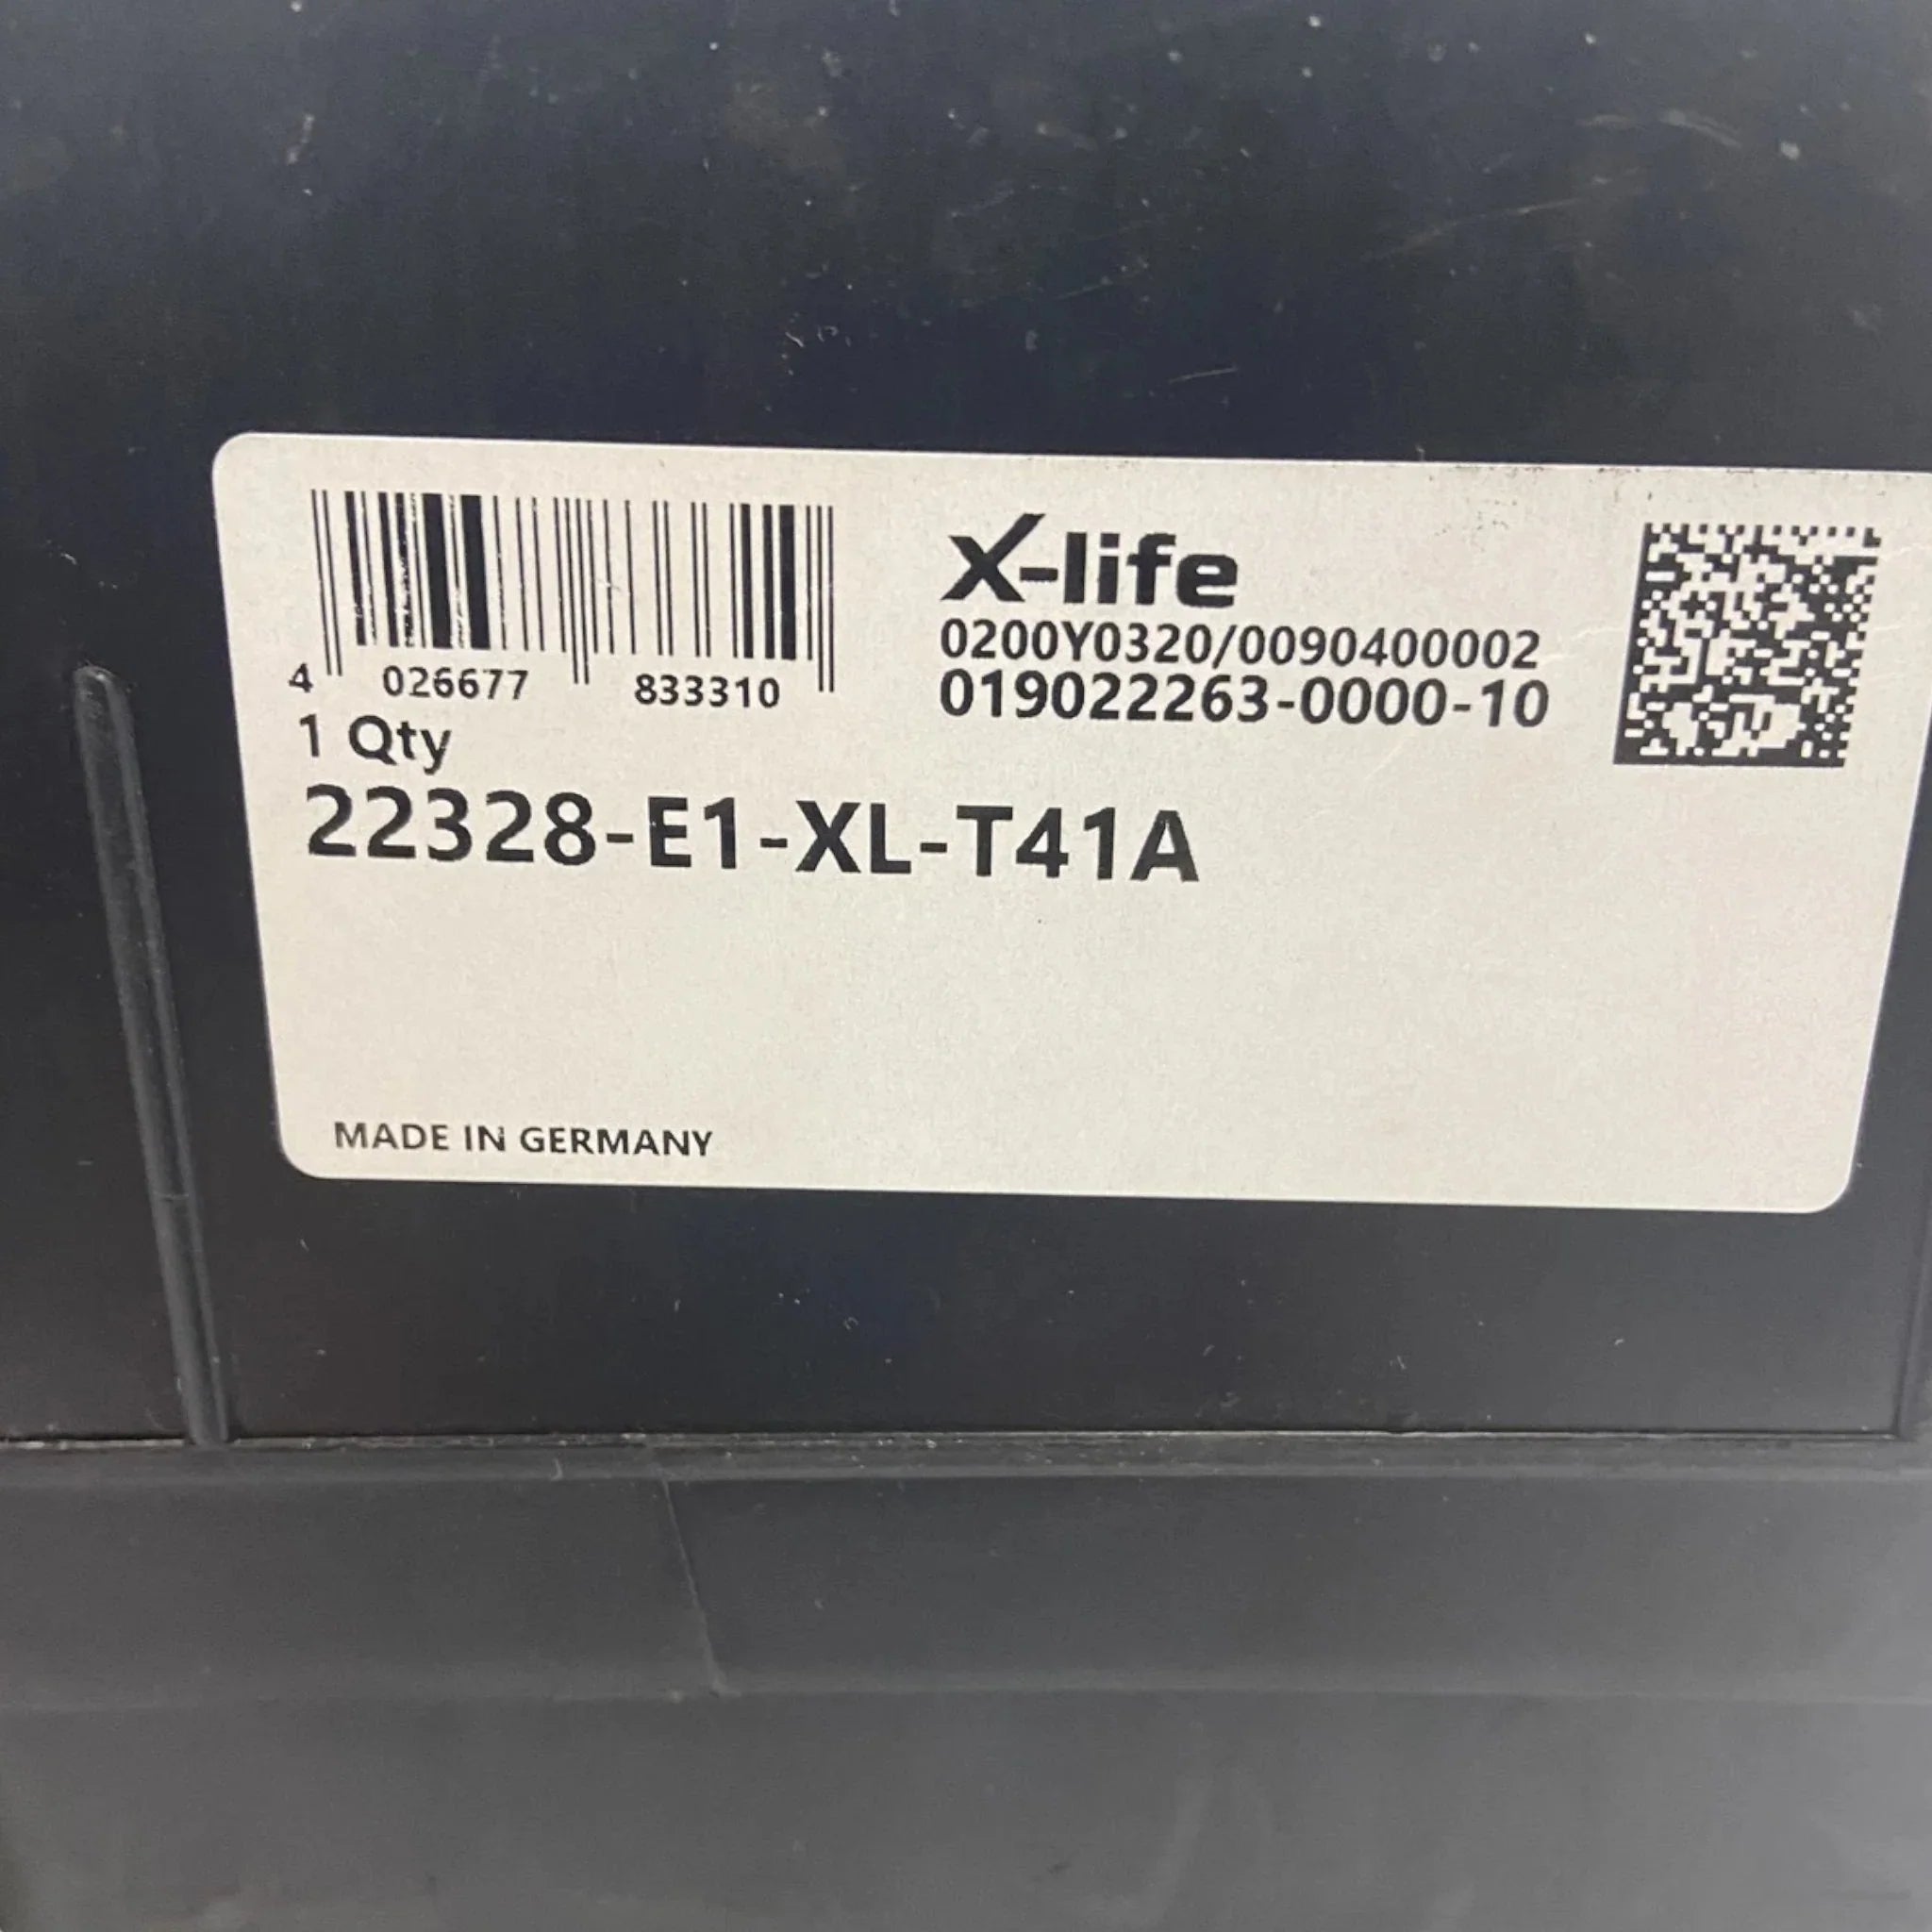 4 026677 833310
1 Qty
X-life
0200Y0320/0090400002
019022263-0000-10
22328-E1-XL-T41A
MADE IN GERMANY